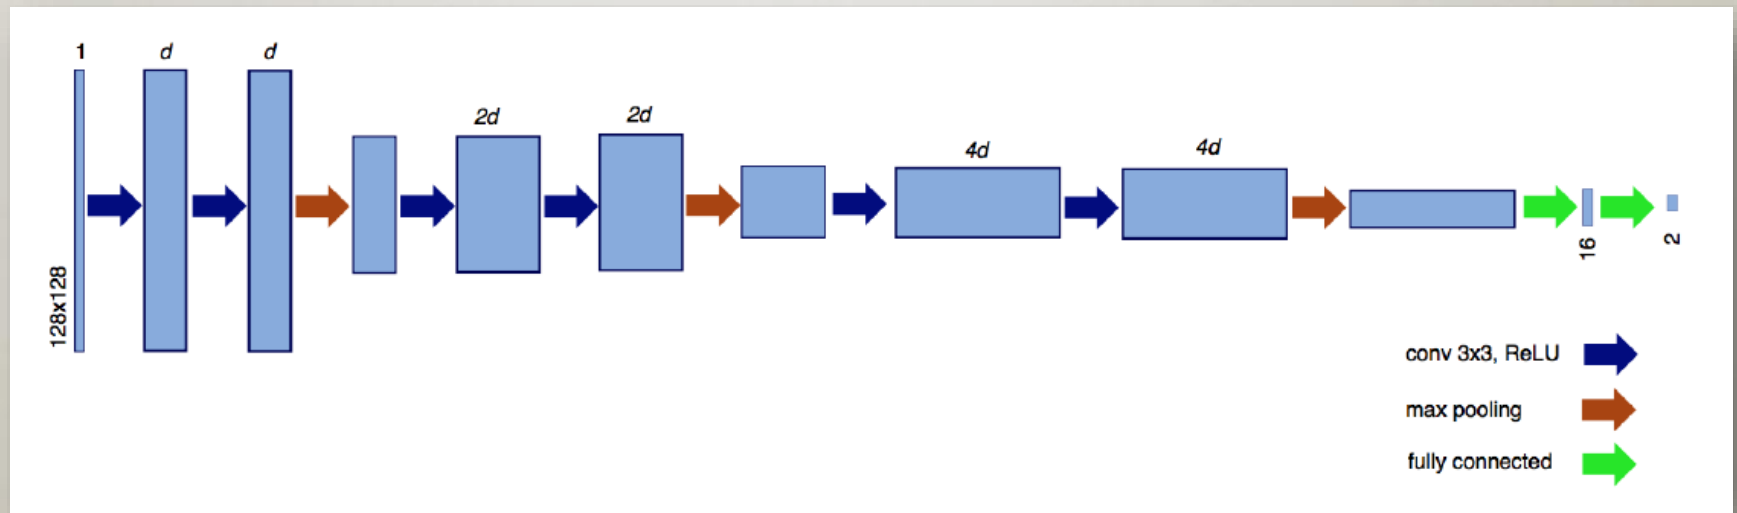 1
d
d
2d
2d
4d
4d
128x128
16
2
conv 3x3, ReLU
max pooling
fully connected